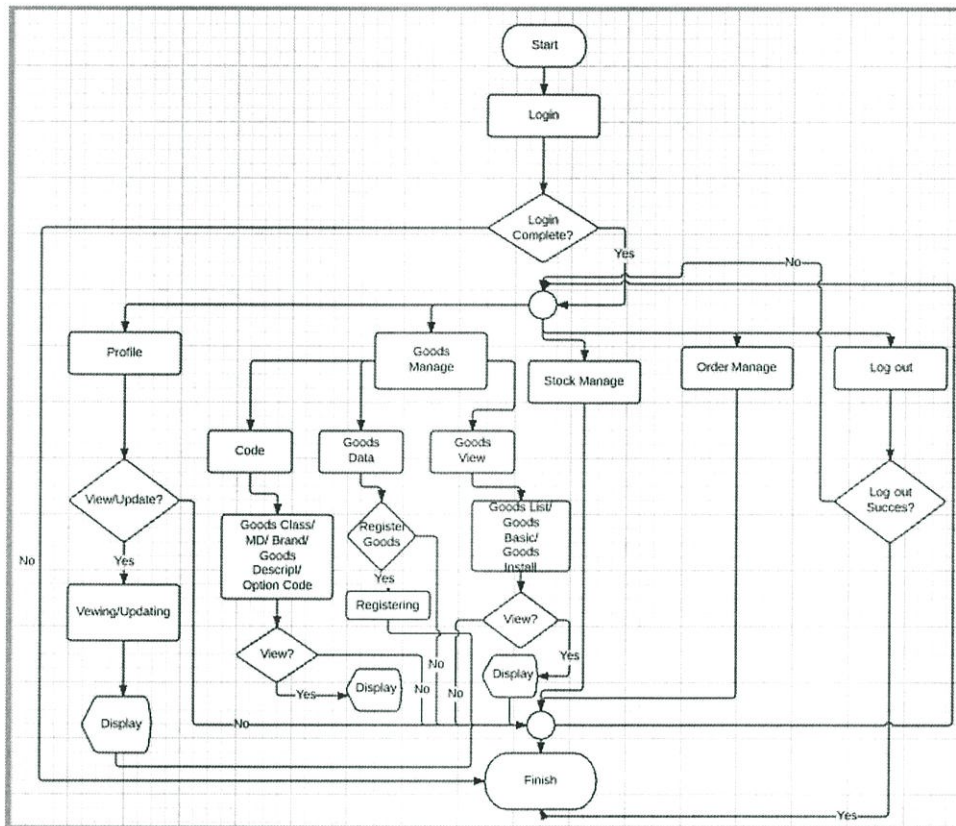 Start
Login
Login
Complete?
Yes
No
Profile
Goods
Manage
Stock Manage
Order Manage
Log out
Code
Goods
Data
Goods
View
View/Update?
Log out
Succes?
Goods Class/
MD/ Brand/
Goods
Descripl/
Option Code
Register
Goods
Goods List/
Goods
Basic/
Goods
Install
No
Yes
Yes
Vewing/Updating
Registering
View?
View?
Yes
No
No
No
Display
Yes
Display
Display
No
Finish
Yes